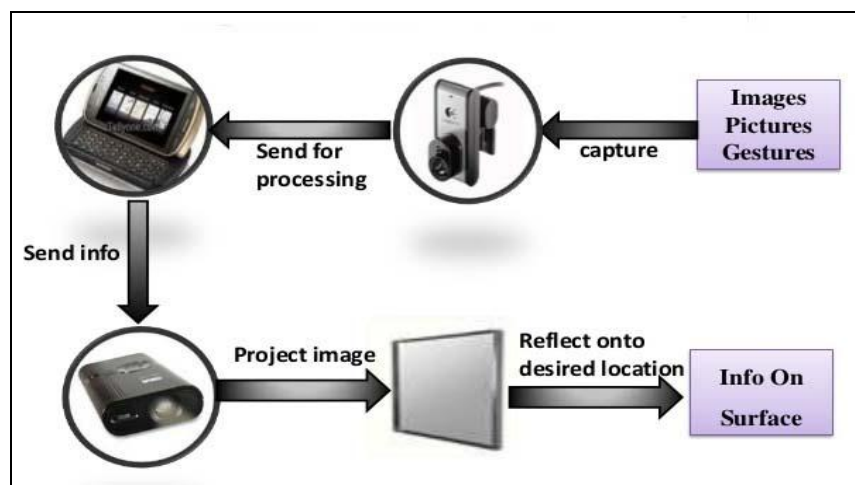 Images
Pictures
Gestures
capture
Send for
processing
Send info
Project image
Reflect onto
desired location
Info On
Surface